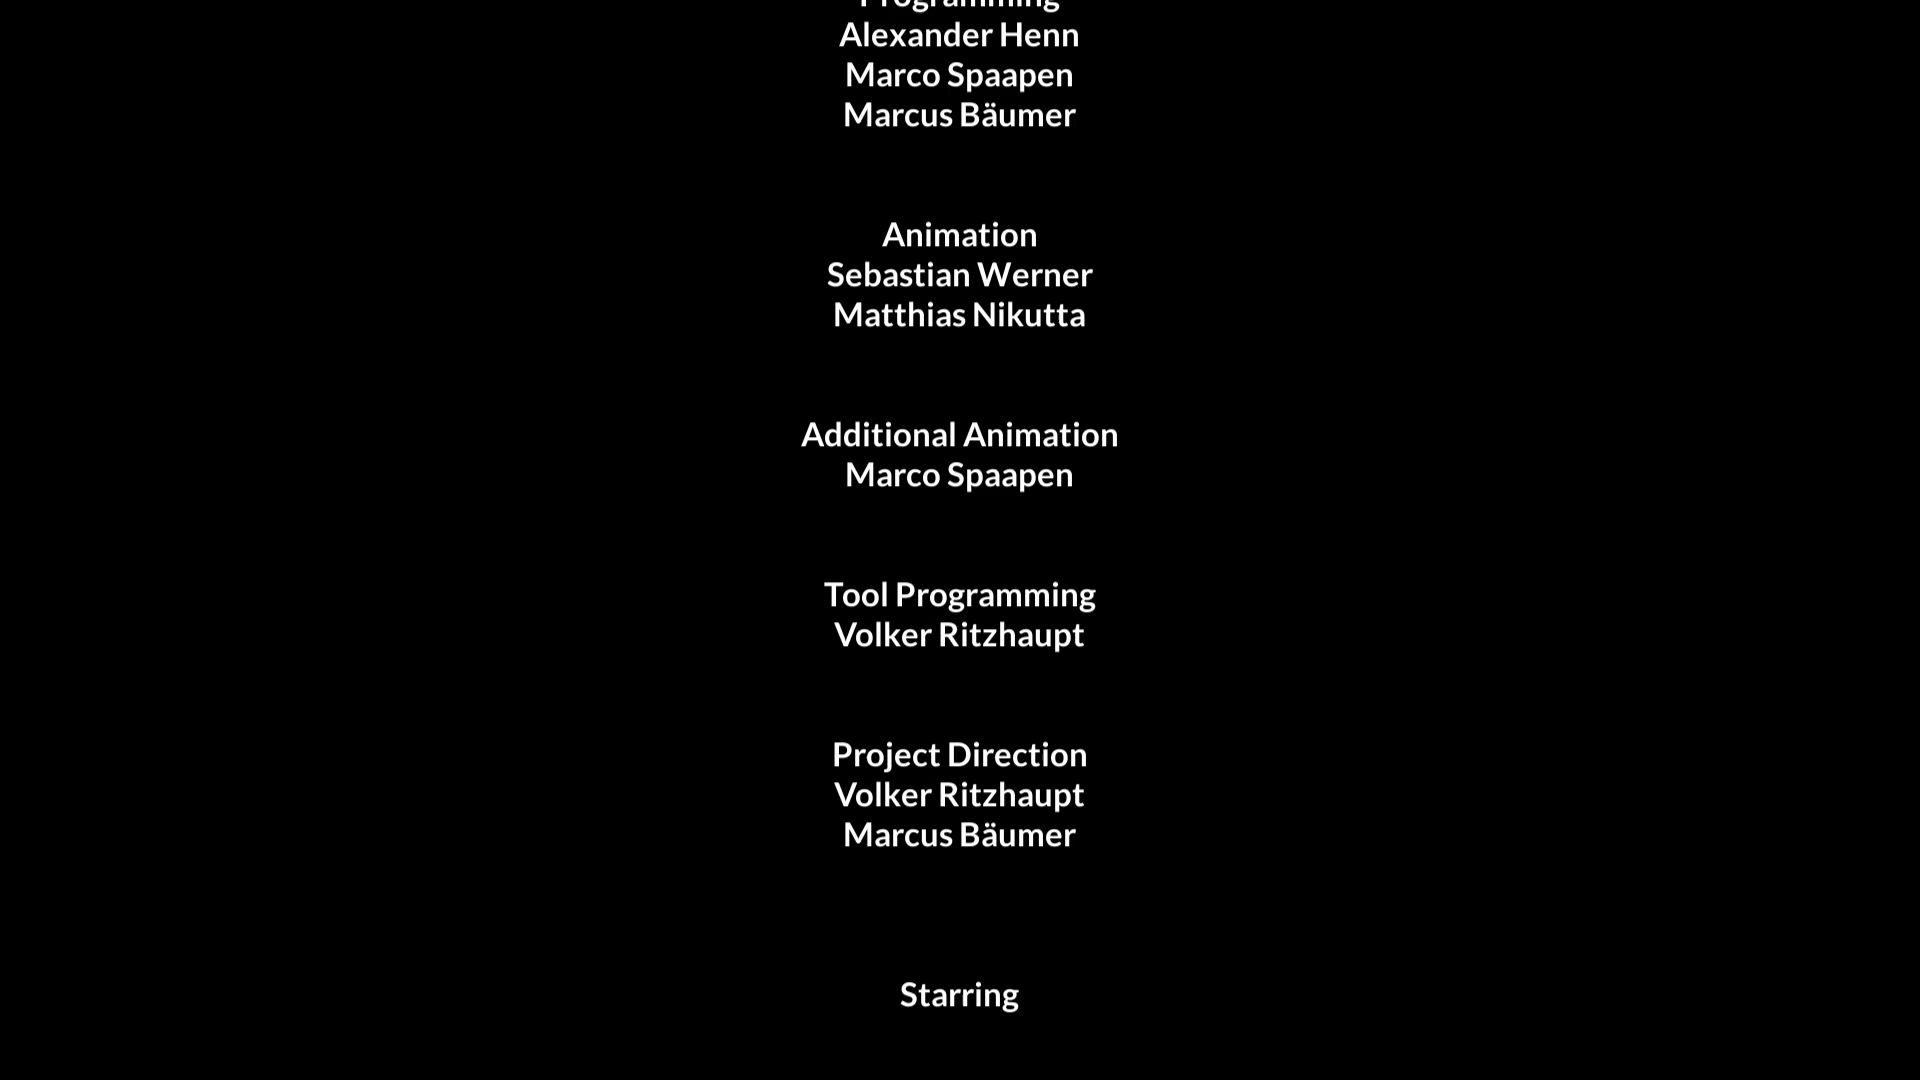 Programming
Alexander Henn
Marco Spaapen
Marcus Bäumer
Animation
Sebastian Werner
Matthias Nikutta
Additional Animation
Marco Spaapen
Tool Programming
Volker Ritzhaupt
Project Direction
Volker Ritzhaupt
Marcus Bäumer
Starring